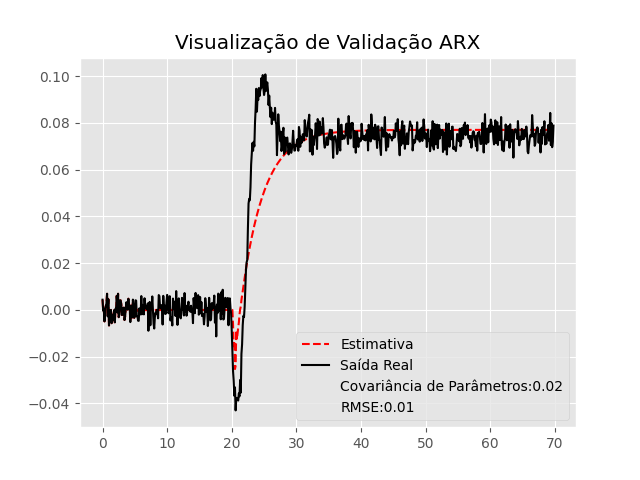 Visualização de Validação ARX
0.10
0.08
0.06
0.04
0.02
0.00
−0.02
−0.04
Estimativa
Saída Real
Covariância de Parâmetros:0.02
RMSE:0.01
0 10 20 30 40 50 60 70